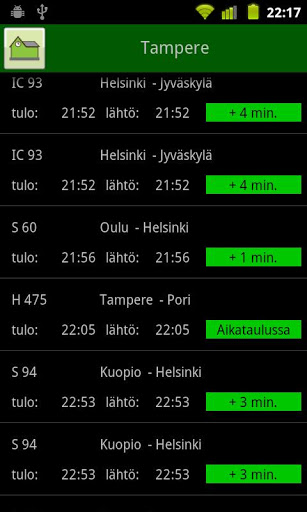 22:17
Tampere
IC 93 Helsinki - Jyväskylä
tulo: 21:52 lähtö: 21:52 + 4 min.
IC 93 Helsinki - Jyväskylä
tulo: 21:52 lähtö: 21:52 + 4 min.
S 60 Oulu - Helsinki
tulo: 21:56 lähtö: 21:56 + 1 min.
H 475 Tampere - Pori
tulo: 22:05 lähtö: 22:05 Aikataulussa
S 94 Kuopio - Helsinki
tulo: 22:53 lähtö: 22:53 + 3 min.
S 94 Kuopio - Helsinki
tulo: 22:53 lähtö: 22:53 + 3 min.